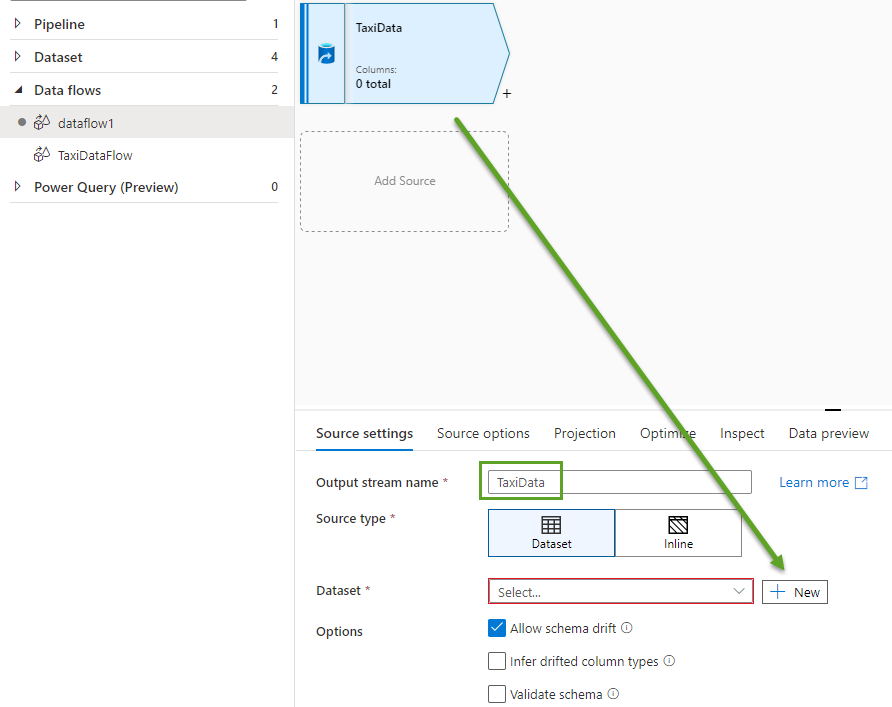 Pipeline 1
Dataset 4
Data flows 2
dataflow1
TaxiDataFlow
Power Query (Preview) 0
TaxiData
Columns:
0 total
+
Add Source
Source settings Source options Projection Optimize Inspect Data preview
Output stream name * TaxiData Learn more
Source type * Dataset Inline
Dataset * Select... + New
Options Allow schema drift
Infer drifted column types
Validate schema